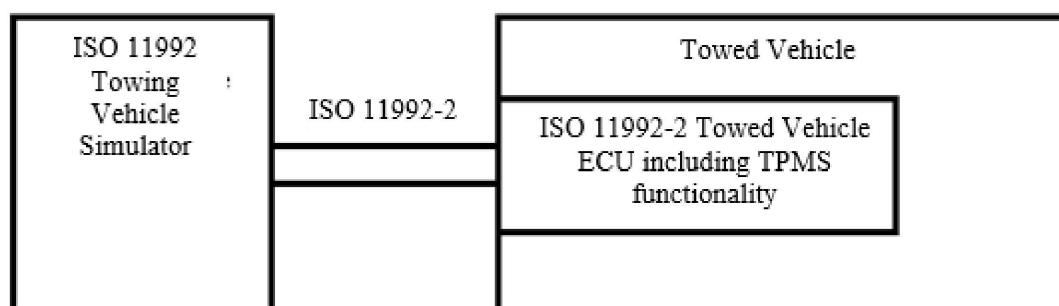 ISO 11992
Towing
Vehicle
Simulator
ISO 11992-2
Towed Vehicle
ISO 11992-2 Towed Vehicle
ECU including TPMS
functionality